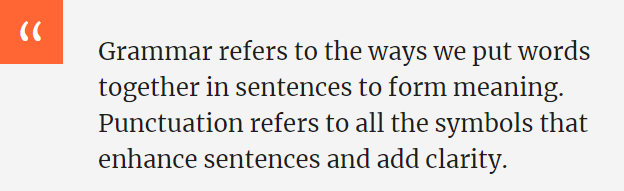 “
Grammar refers to the ways we put words
together in sentences to form meaning.
Punctuation refers to all the symbols that
enhance sentences and add clarity.